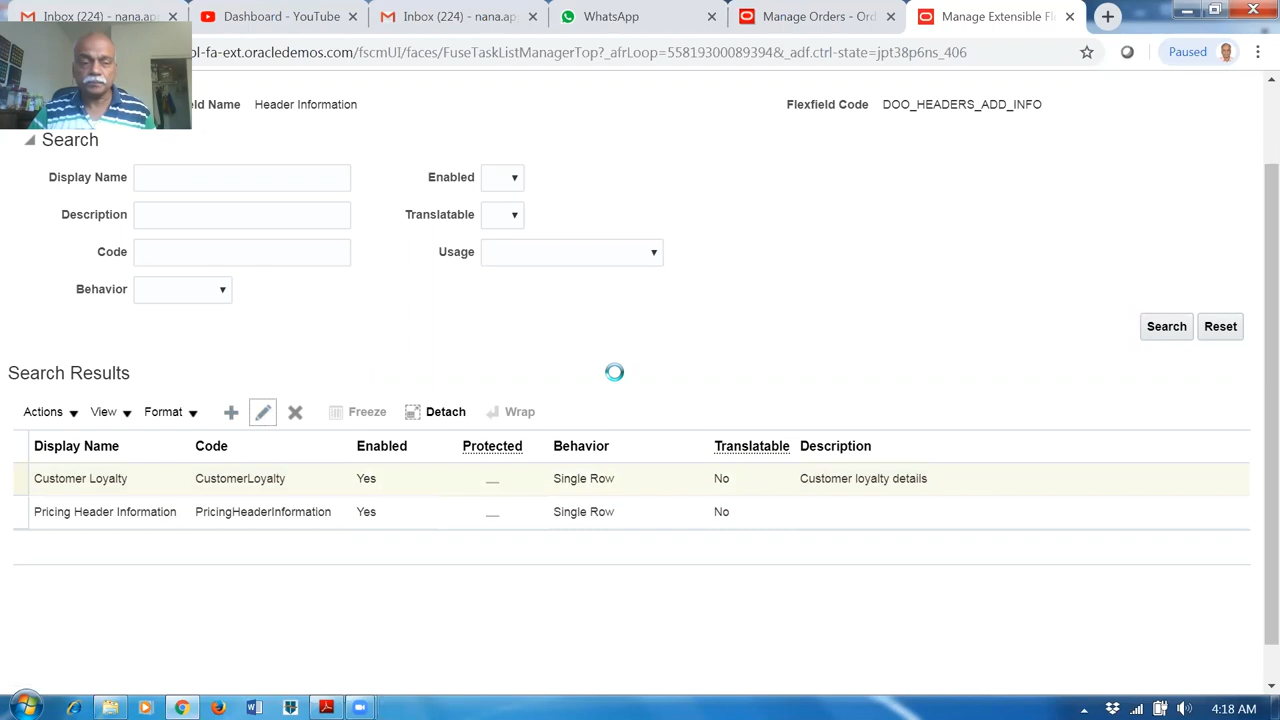 Inbox (224) - nana.ap
Dashboard - YouTube
Inbox (224) - nana.ap
WhatsApp
Manage Orders - Ord
Manage Extensible Fl
l-fa-ext.oracledemos.com/fscmUI/faces/FuseTaskListManagerTop?_afrLoop=55819300089394&_adf.ctrl-state=jpt38p6ns_406
Paused
Name Header Information
Flexfield Code DOO_HEADERS_ADD_INFO
Search
Display Name
Enabled
Description
Translatable
Code
Usage
Behavior
Search Reset
Search Results
Actions View Format Freeze Detach Wrap
Display Name Code Enabled Protected Behavior Translatable Description
Customer Loyalty CustomerLoyalty Yes Single Row No Customer loyalty details
Pricing Header Information PricingHeaderInformation Yes Single Row No
4:18 AM